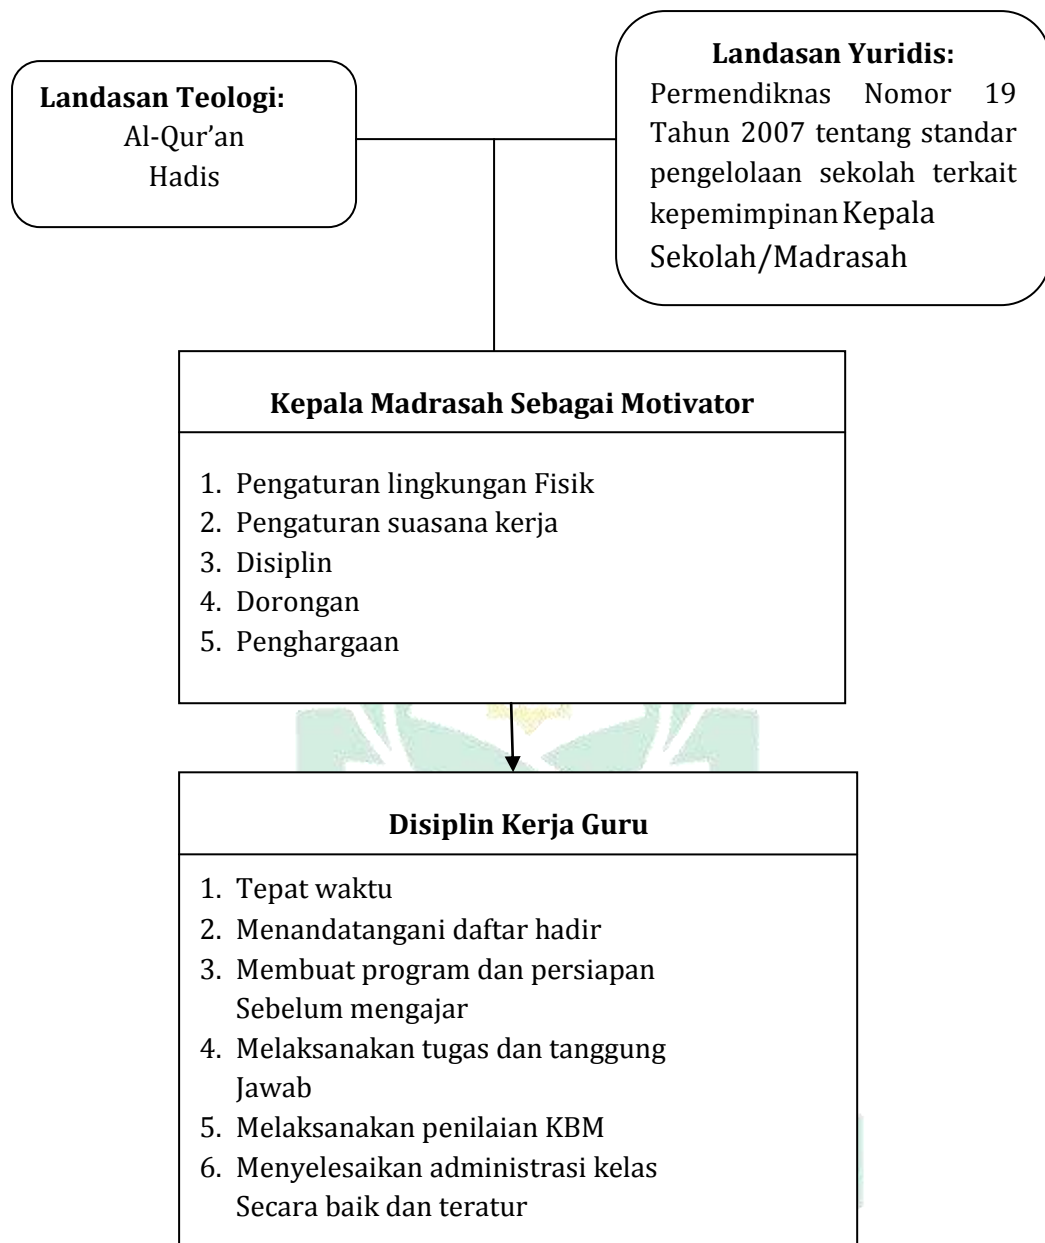 Landasan Teologi:
Al-Qur’an
Hadis
Landasan Yuridis:
Permendiknas Nomor 19
Tahun 2007 tentang standar
pengelolaan sekolah terkait
kepemimpinan Kepala
Sekolah/Madrasah
Kepala Madrasah Sebagai Motivator
1. Pengaturan lingkungan Fisik
2. Pengaturan suasana kerja
3. Disiplin
4. Dorongan
5. Penghargaan
Disiplin Kerja Guru
1. Tepat waktu
2. Menandatangani daftar hadir
3. Membuat program dan persiapan
Sebelum mengajar
4. Melaksanakan tugas dan tanggung
Jawab
5. Melaksanakan penilaian KBM
6. Menyelesaikan administrasi kelas
Secara baik dan teratur